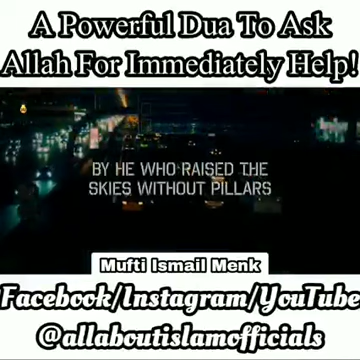 A Powerful Dua To Ask
Allah For Immediately Help!
BY HE WHO RAISED THE
SKIES WITHOUT PILLARS
Mufti Ismail Menk
Facebook/Instagram/YouTube
@allaboutislamofficials